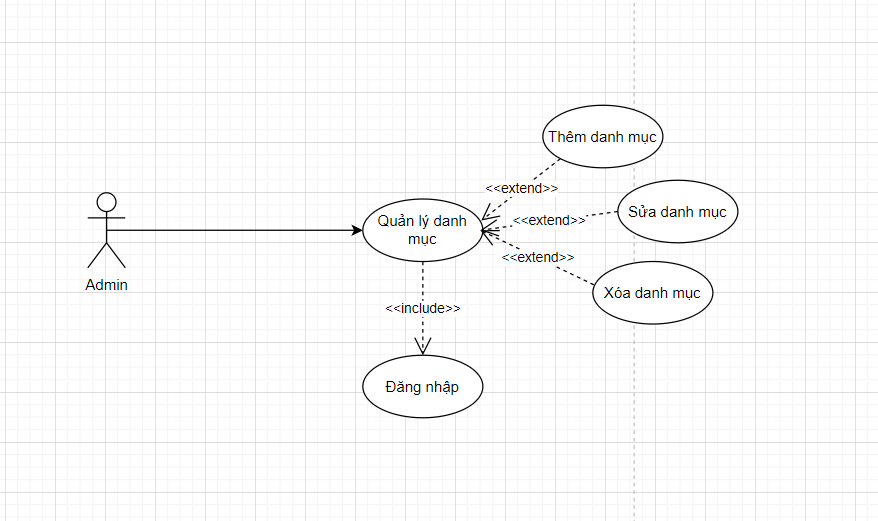 Thêm danh mục
<<extend>>
Sửa danh mục
<<extend>>
Quản lý danh
mục
<<extend>>
Admin
Xóa danh mục
<<include>>
Đăng nhập